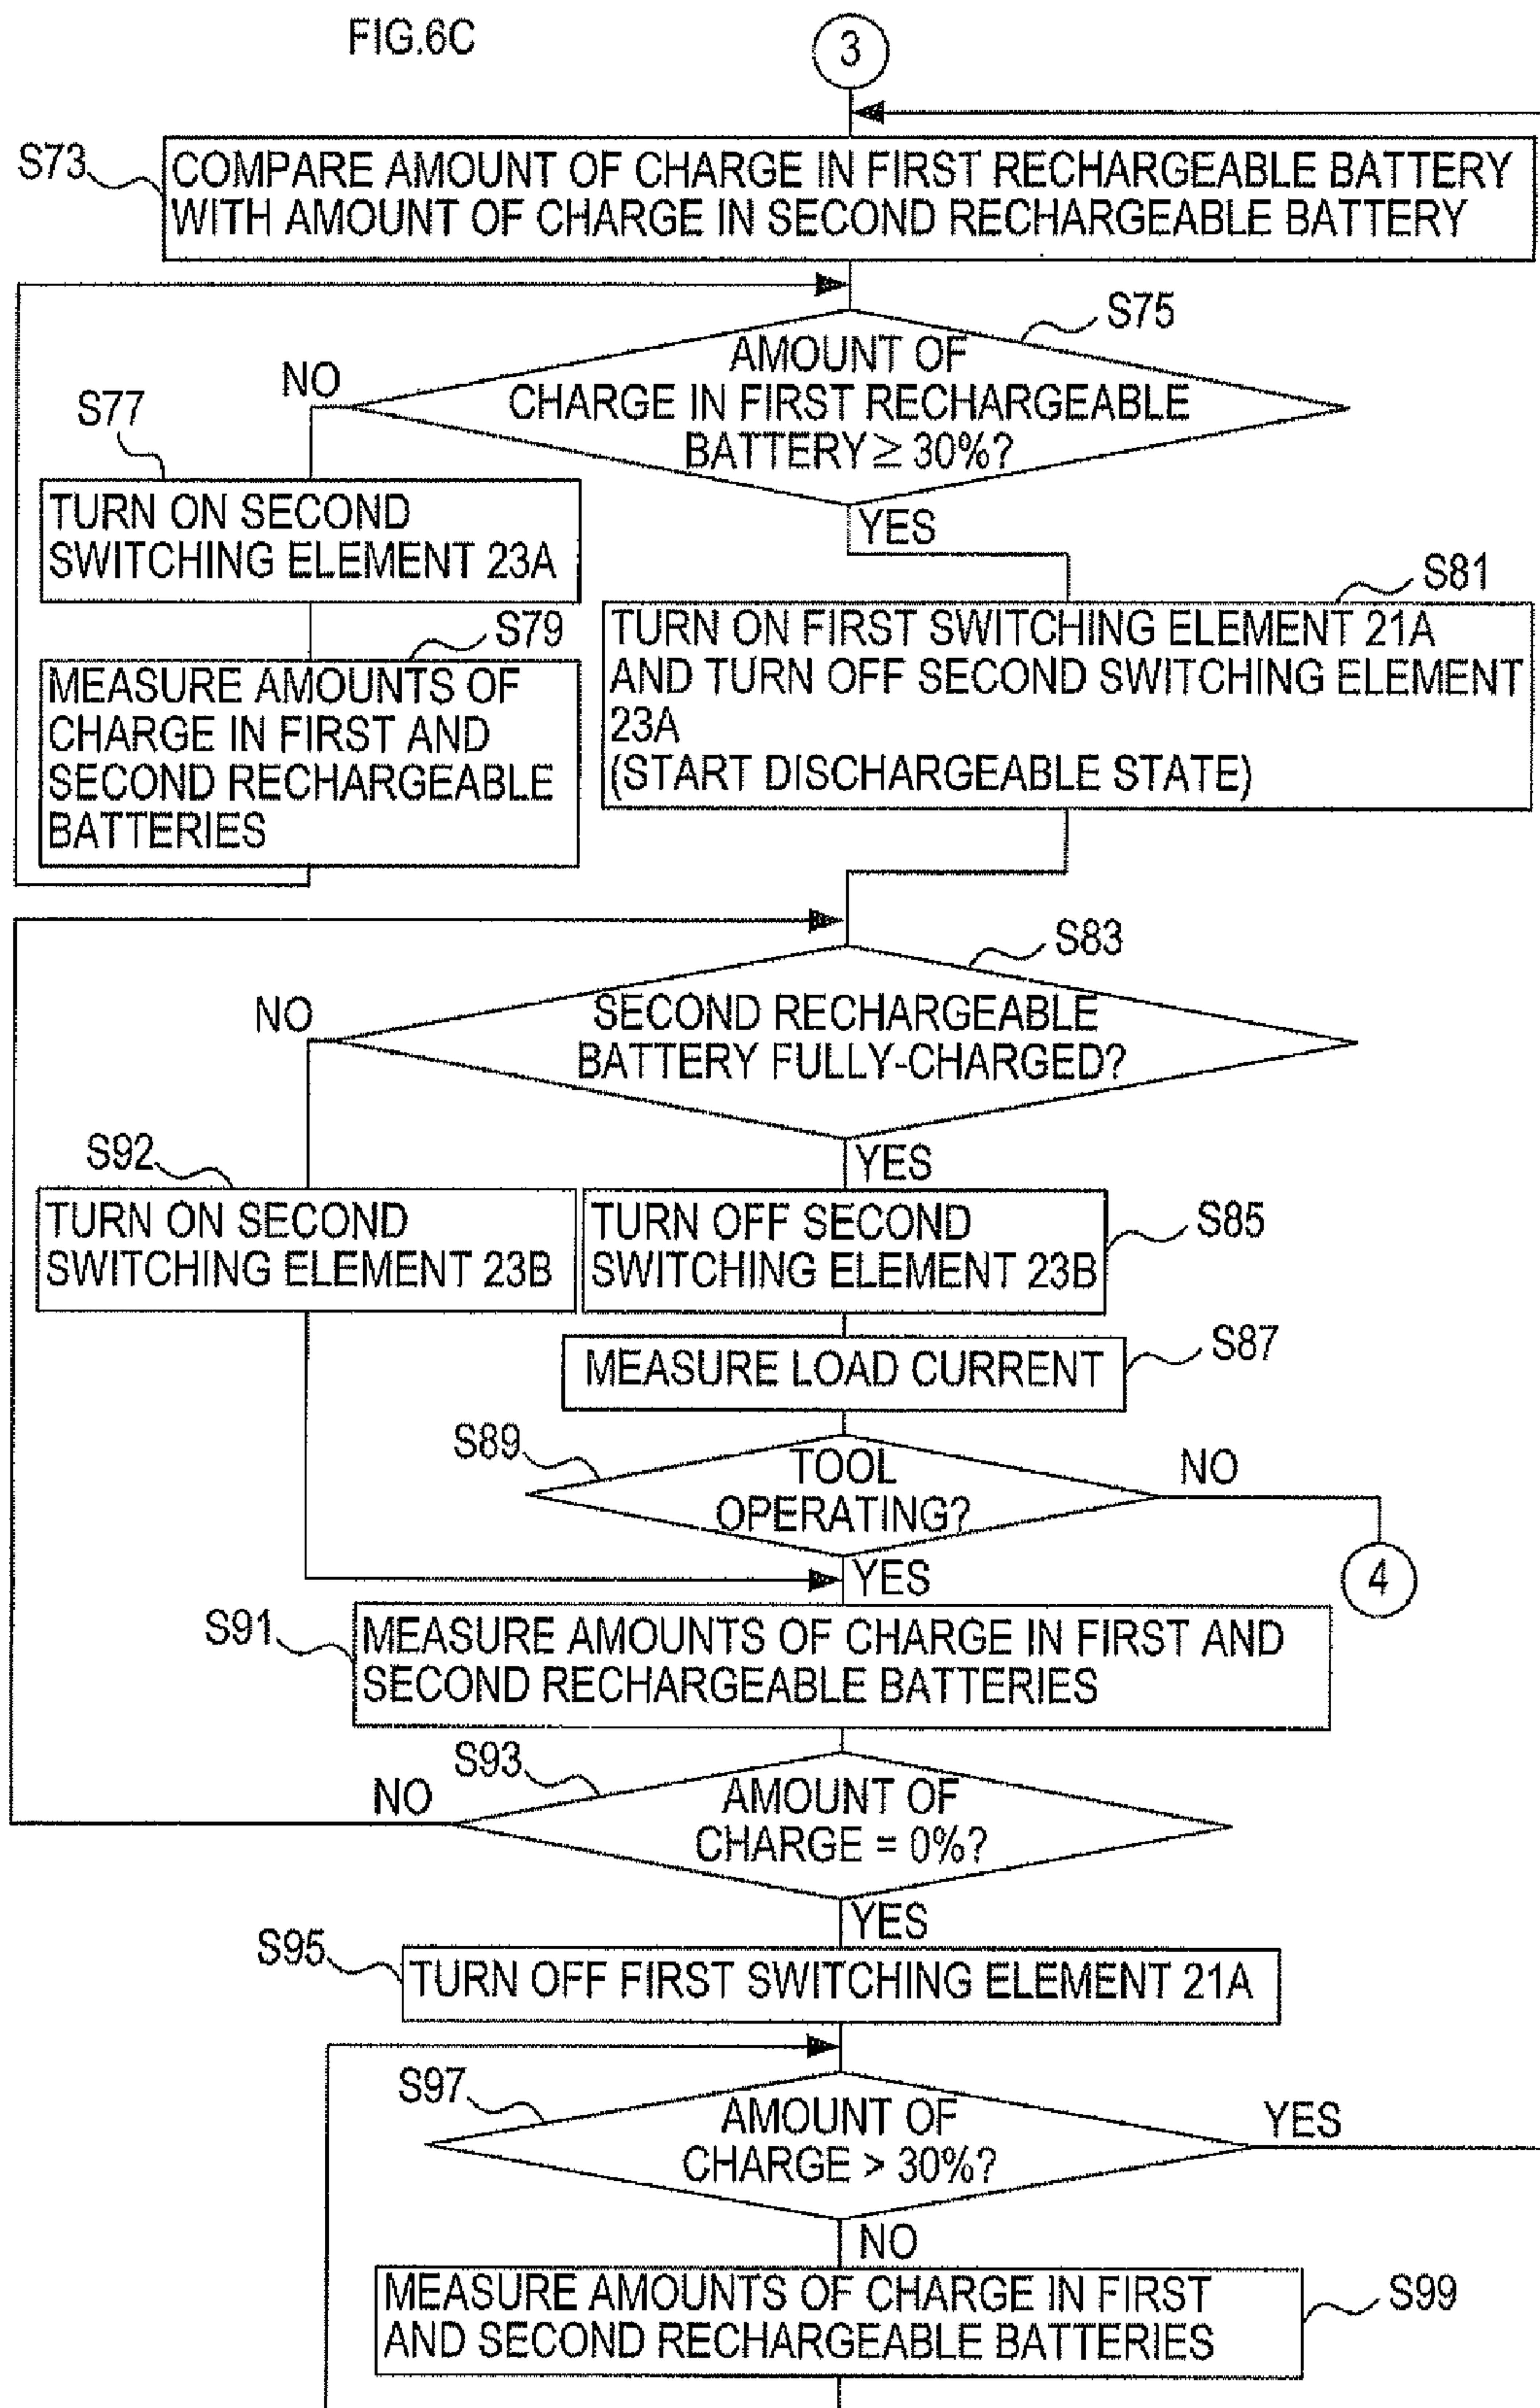 FIG.6C
3
S73
COMPARE AMOUNT OF CHARGE IN FIRST RECHARGEABLE BATTERY
WITH AMOUNT OF CHARGE IN SECOND RECHARGEABLE BATTERY
S75
AMOUNT OF
CHARGE IN FIRST RECHARGEABLE
BATTERY ≥ 30%?
NO
YES
S77
TURN ON SECOND
SWITCHING ELEMENT 23A
S79
MEASURE AMOUNTS OF
CHARGE IN FIRST AND
SECOND RECHARGEABLE
BATTERIES
S81
TURN ON FIRST SWITCHING ELEMENT 21A
AND TURN OFF SECOND SWITCHING ELEMENT
23A
(START DISCHARGEABLE STATE)
S83
SECOND RECHARGEABLE
BATTERY FULLY-CHARGED?
NO
YES
S92
TURN ON SECOND
SWITCHING ELEMENT 23B
TURN OFF SECOND
SWITCHING ELEMENT 23B
S85
MEASURE LOAD CURRENT
S87
S89
TOOL
OPERATING?
NO
4
YES
S91
MEASURE AMOUNTS OF CHARGE IN FIRST AND
SECOND RECHARGEABLE BATTERIES
S93
AMOUNT OF
CHARGE = 0%?
NO
YES
S95
TURN OFF FIRST SWITCHING ELEMENT 21A
S97
AMOUNT OF
CHARGE > 30%?
YES
NO
MEASURE AMOUNTS OF CHARGE IN FIRST
AND SECOND RECHARGEABLE BATTERIES
S99